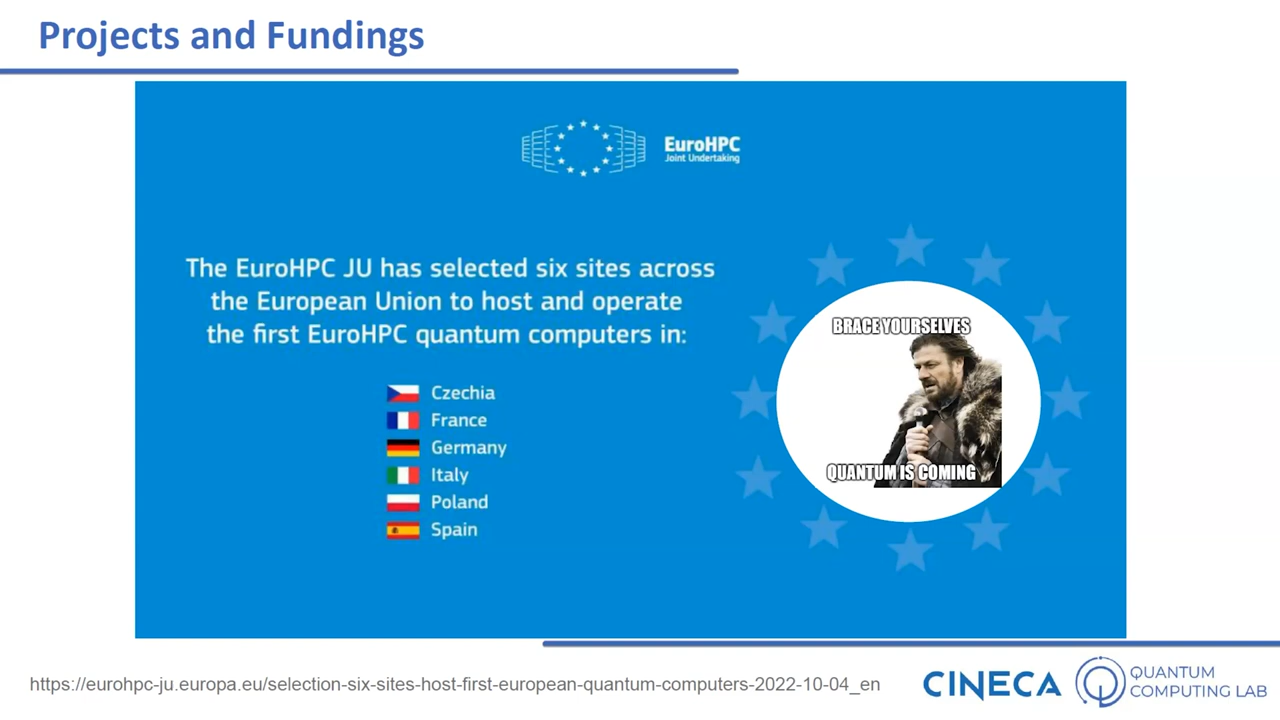 Projects and Fundings
EuroHPC
Joint Undertaking
The EuroHPC JU has selected six sites across
the European Union to host and operate
the first EuroHPC quantum computers in:
Czechia
France
Germany
Italy
Poland
Spain
BRACE YOURSELVES
QUANTUM IS COMING
https://eurohpc-ju.europa.eu/selection-six-sites-host-first-european-quantum-computers-2022-10-04_en
CINECA
QUANTUM
COMPUTING LAB